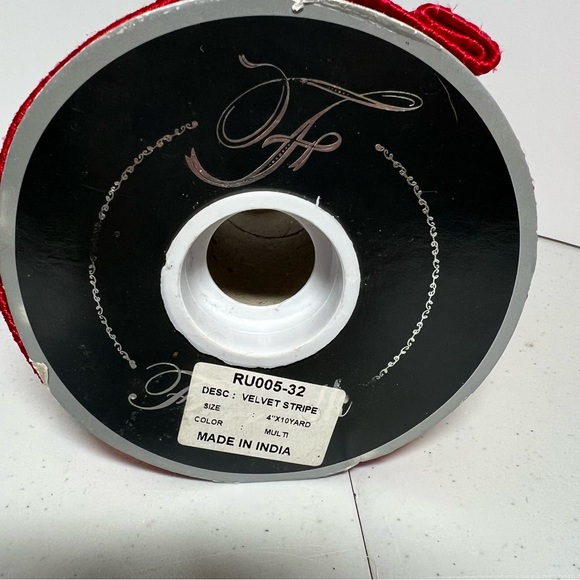 F
RU005-32
DESC : VELVET STRIPE
SIZE : 4"X10YARD
COLOR : MULTI
MADE IN INDIA